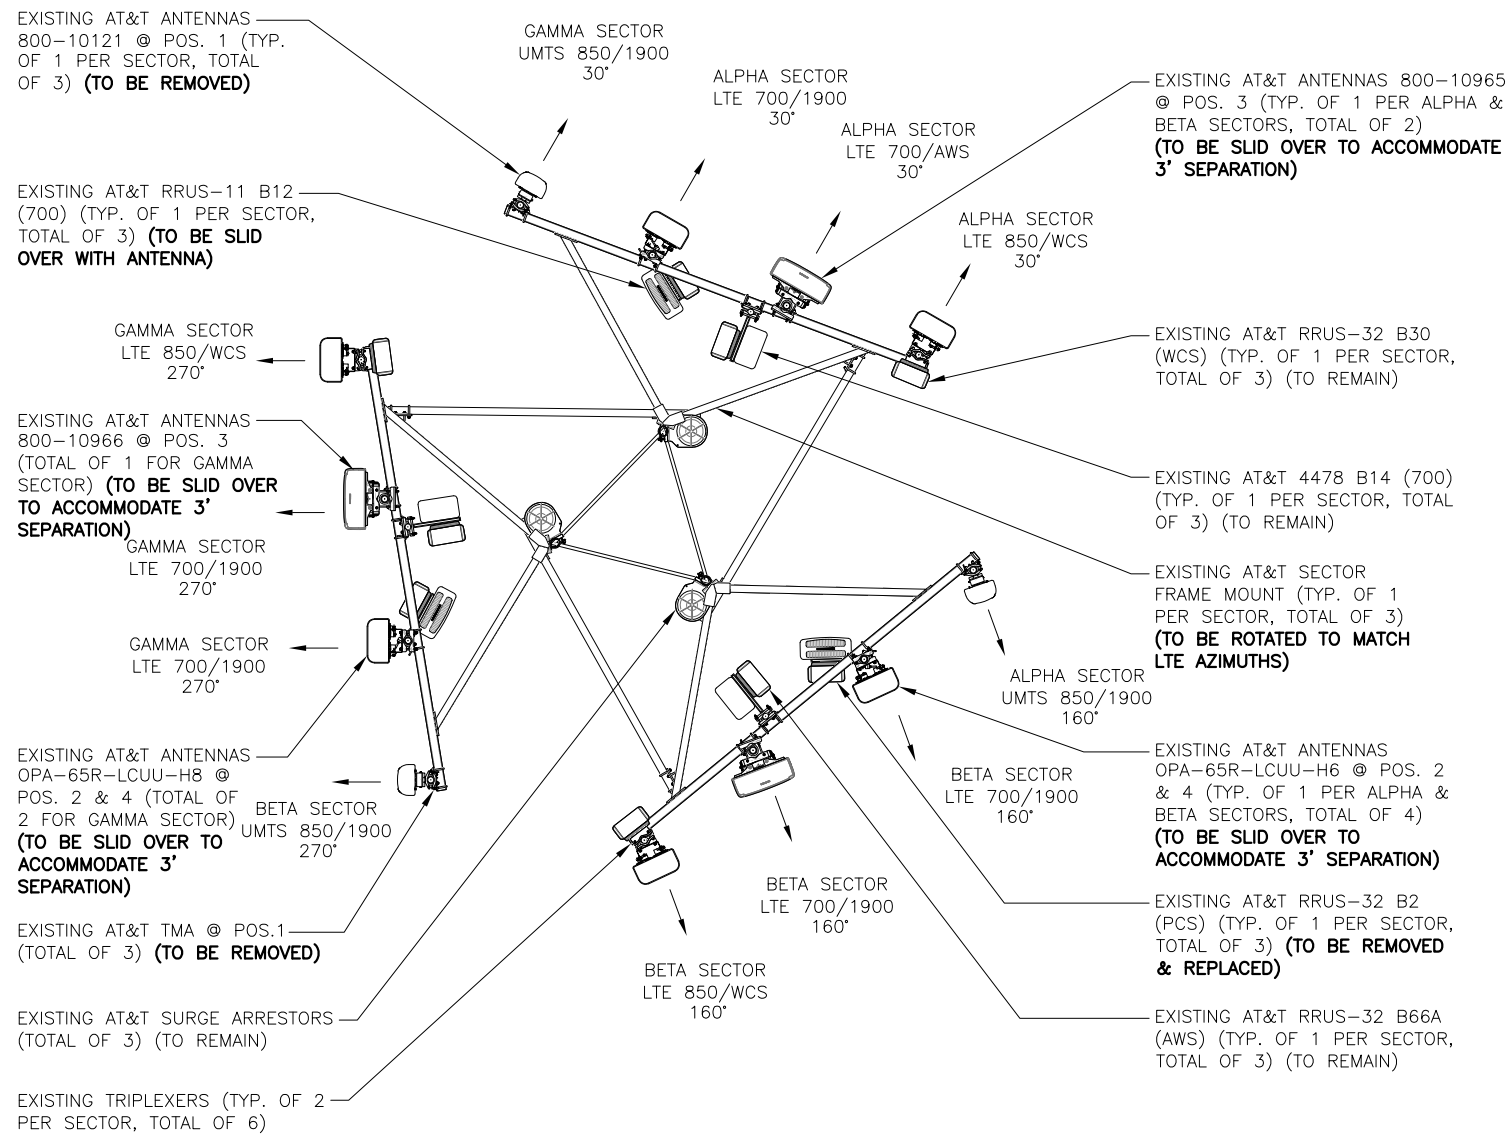 EXISTING AT&T ANTENNAS
800-10121 @ POS. 1 (TYP.
OF 1 PER SECTOR, TOTAL
OF 3) (TO BE REMOVED)
EXISTING AT&T RRUS-11 B12
(700) (TYP. OF 1 PER SECTOR,
TOTAL OF 3) (TO BE SLID
OVER WITH ANTENNA)
GAMMA SECTOR
LTE 850/WCS
270°
EXISTING AT&T ANTENNAS
800-10966 @ POS. 3
(TOTAL OF 1 FOR GAMMA
SECTOR) (TO BE SLID OVER
TO ACCOMMODATE 3'
SEPARATION)
GAMMA SECTOR
LTE 700/1900
270°
GAMMA SECTOR
LTE 700/1900
270°
EXISTING AT&T ANTENNAS
OPA-65R-LCUU-H8 @
POS. 2 & 4 (TOTAL OF
2 FOR GAMMA SECTOR)
(TO BE SLID OVER TO
ACCOMMODATE 3'
SEPARATION)
BETA SECTOR
UMTS 850/1900
270°
EXISTING AT&T TMA @ POS.1
(TOTAL OF 3) (TO BE REMOVED)
EXISTING AT&T SURGE ARRESTORS
(TOTAL OF 3) (TO REMAIN)
EXISTING TRIPLEXERS (TYP. OF 2
PER SECTOR, TOTAL OF 6)
GAMMA SECTOR
UMTS 850/1900
30°
ALPHA SECTOR
LTE 700/1900
30°
ALPHA SECTOR
LTE 700/AWS
30°
ALPHA SECTOR
LTE 850/WCS
30°
ALPHA SECTOR
UMTS 850/1900
160°
BETA SECTOR
LTE 700/1900
160°
BETA SECTOR
LTE 700/1900
160°
BETA SECTOR
LTE 850/WCS
160°
EXISTING AT&T ANTENNAS 800-10965
@ POS. 3 (TYP. OF 1 PER ALPHA &
BETA SECTORS, TOTAL OF 2)
(TO BE SLID OVER TO ACCOMMODATE
3' SEPARATION)
EXISTING AT&T RRUS-32 B30
(WCS) (TYP. OF 1 PER SECTOR,
TOTAL OF 3) (TO REMAIN)
EXISTING AT&T 4478 B14 (700)
(TYP. OF 1 PER SECTOR, TOTAL
OF 3) (TO REMAIN)
EXISTING AT&T SECTOR
FRAME MOUNT (TYP. OF 1
PER SECTOR, TOTAL OF 3)
(TO BE ROTATED TO MATCH
LTE AZIMUTHS)
EXISTING AT&T ANTENNAS
OPA-65R-LCUU-H6 @ POS. 2
& 4 (TYP. OF 1 PER ALPHA &
BETA SECTORS, TOTAL OF 4)
(TO BE SLID OVER TO
ACCOMMODATE 3' SEPARATION)
EXISTING AT&T RRUS-32 B2
(PCS) (TYP. OF 1 PER SECTOR,
TOTAL OF 3) (TO BE REMOVED
& REPLACED)
EXISTING AT&T RRUS-32 B66A
(AWS) (TYP. OF 1 PER SECTOR,
TOTAL OF 3) (TO REMAIN)